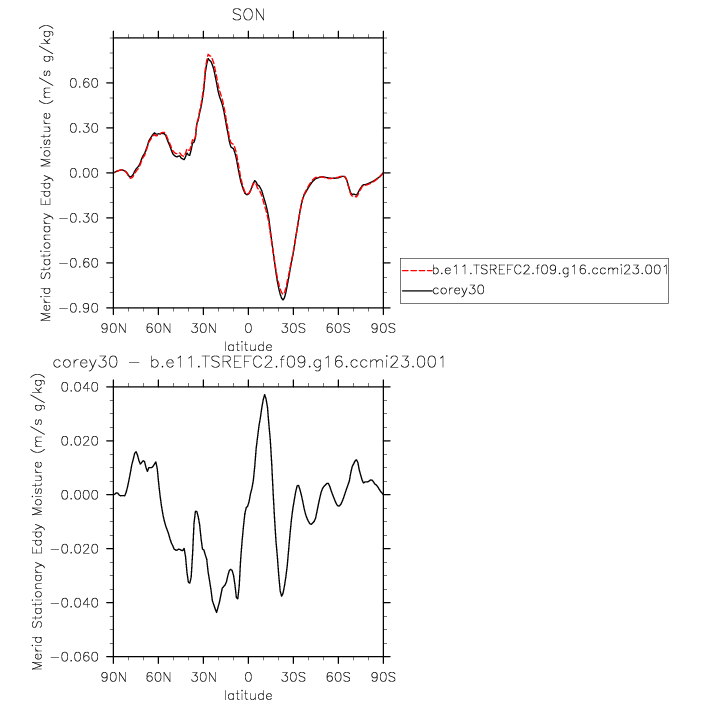 SON
Merid Stationary Eddy Moisture (m/s g/kg)
0.60
0.30
0.00
−0.30
−0.60
−0.90
90N 60N 30N 0 30S 60S 90S
latitude
b.e11.TSREFC2.f09.g16.ccmi23.001
corey30
corey30 − b.e11.TSREFC2.f09.g16.ccmi23.001
Merid Stationary Eddy Moisture (m/s g/kg)
0.040
0.020
0.000
−0.020
−0.040
−0.060
90N 60N 30N 0 30S 60S 90S
latitude